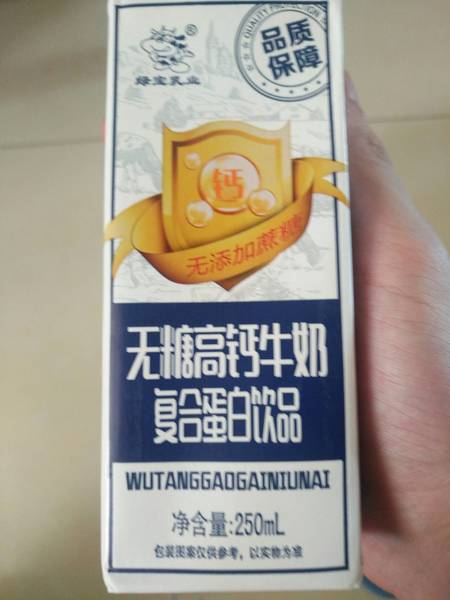 QUALITY PROTECTION
品质
保障
®
绿宝乳业
钙
无添加蔗糖
无糖高钙牛奶
复合蛋白饮品
WUTANGGAOGAINIUNAI
净含量:250mL
包装图案仅供参考，以实物为准